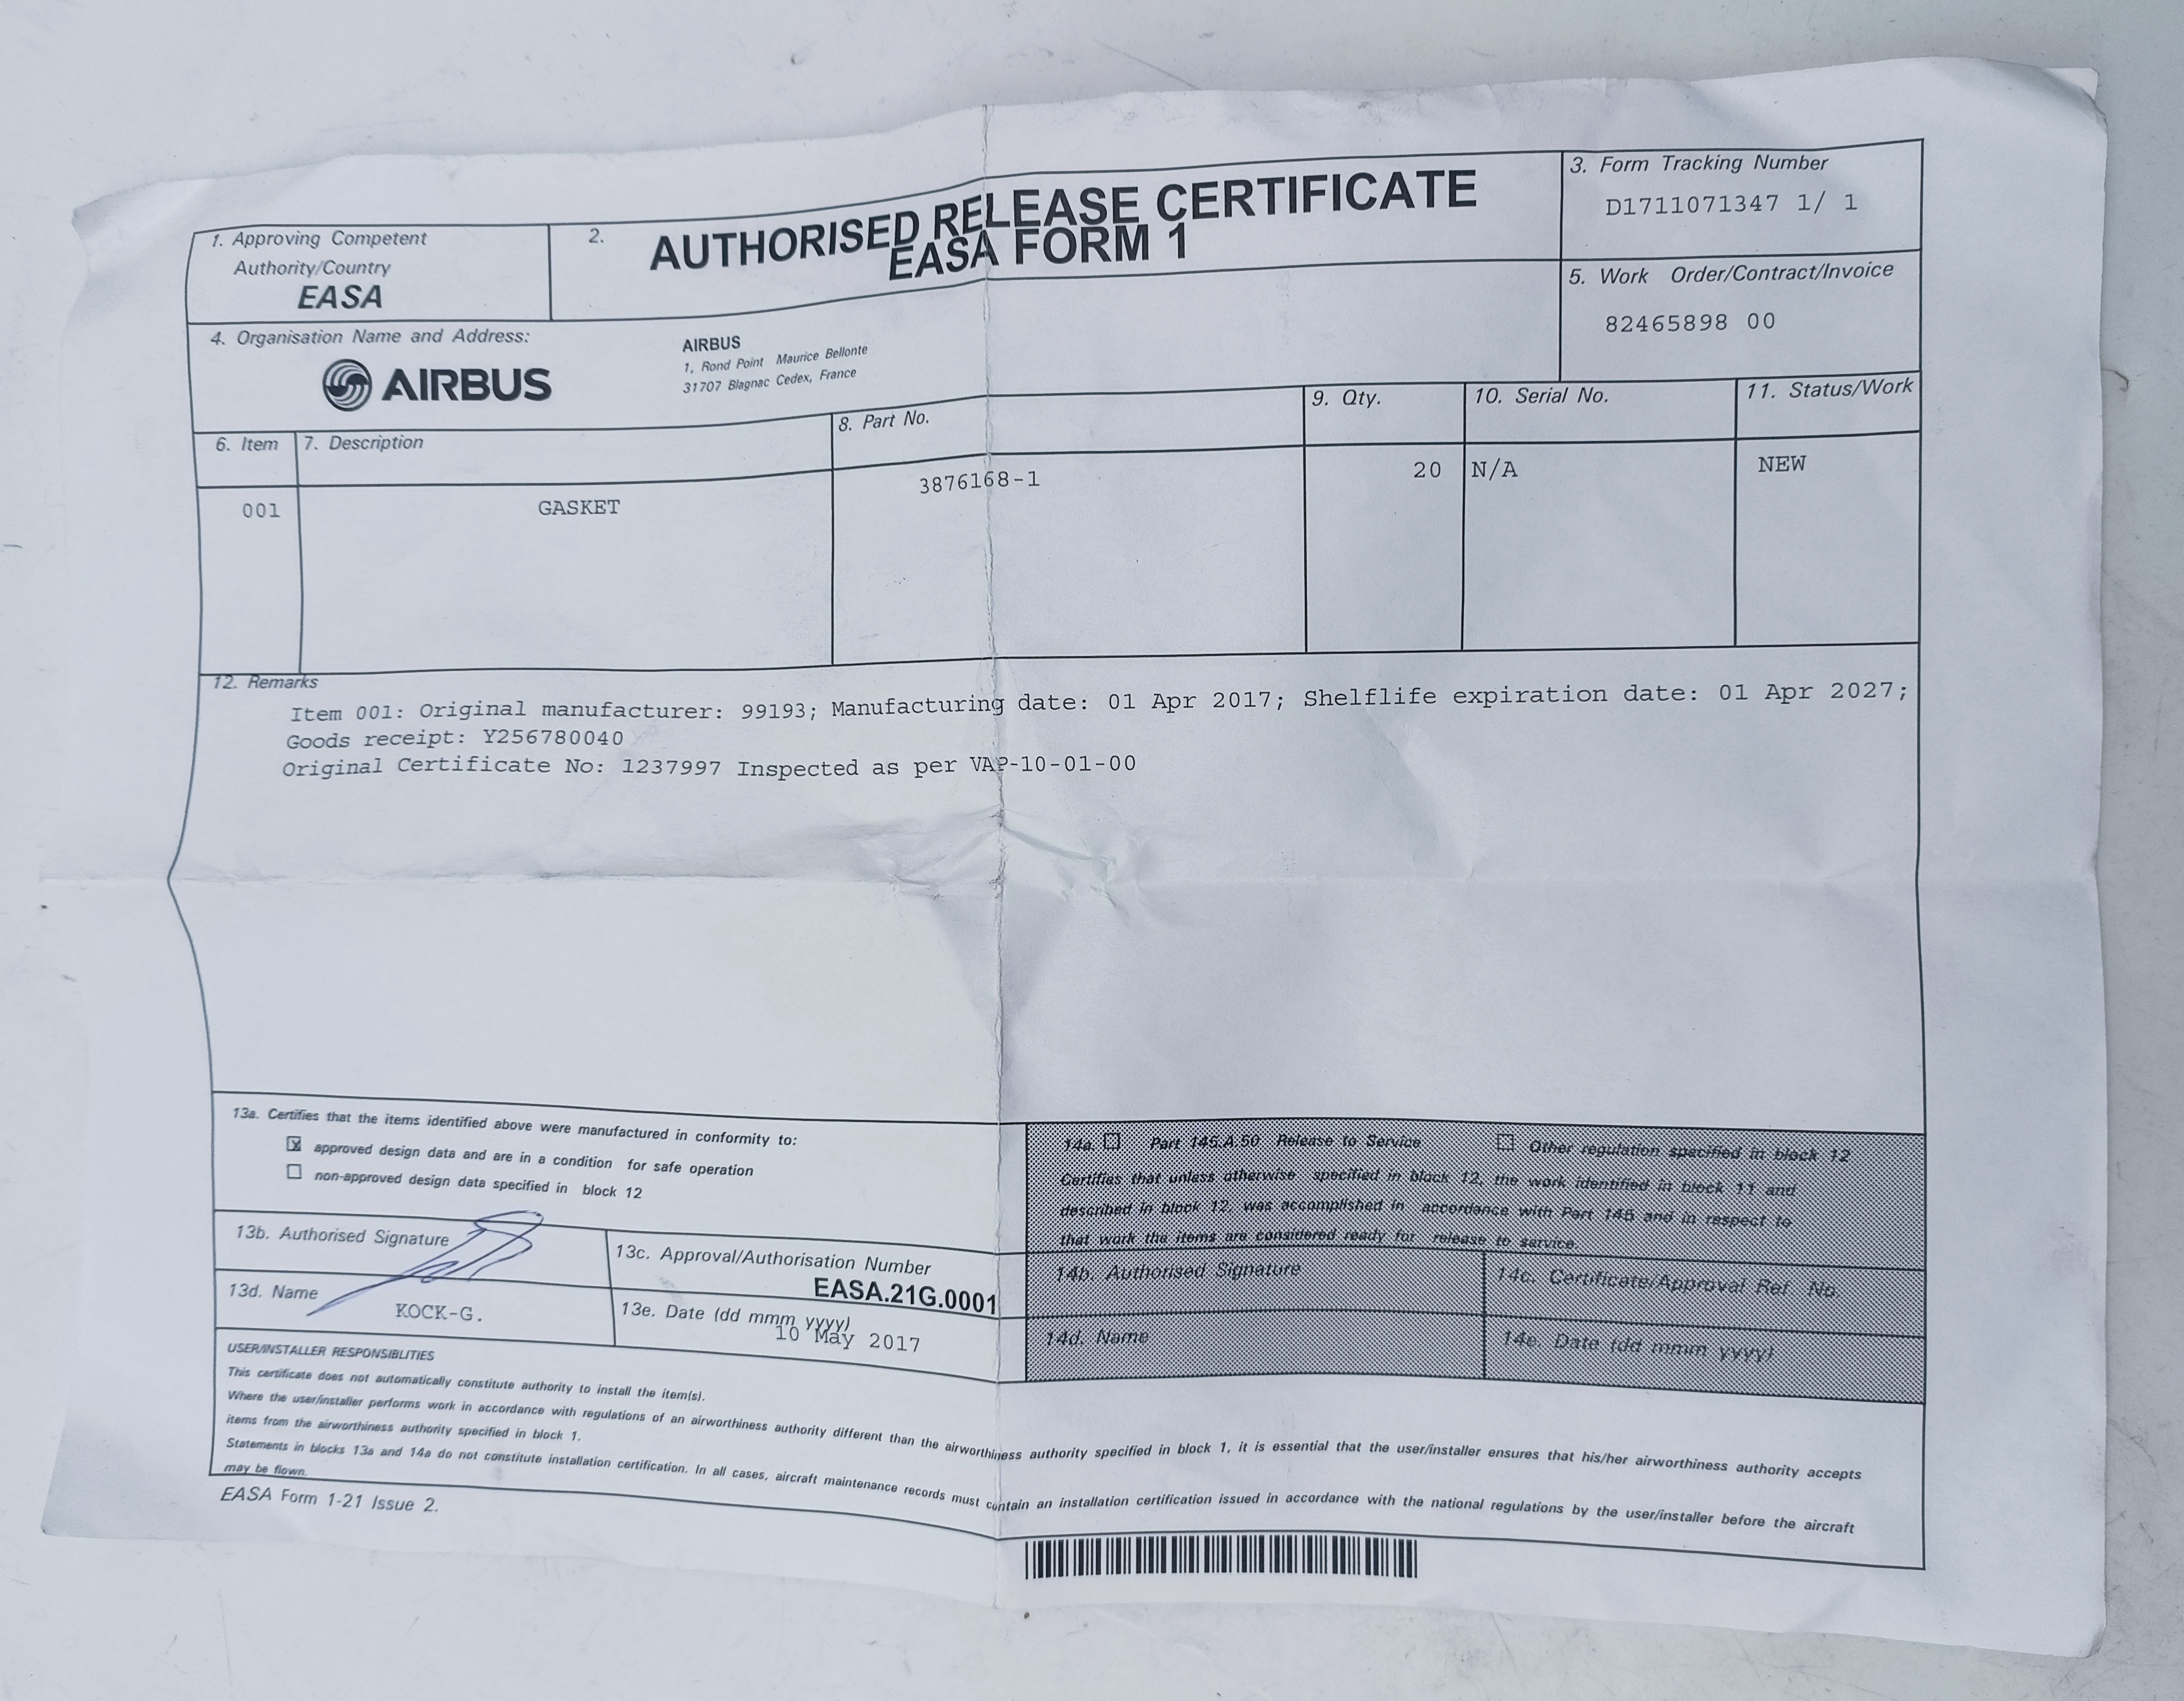 1. Approving Competent
Authority/Country
EASA
2.
AUTHORISED RELEASE CERTIFICATE
EASA FORM 1
3. Form Tracking Number
D1711071347 1/ 1
4. Organisation Name and Address:
AIRBUS
AIRBUS
1, Rond Point Maurice Bellonte
31707 Blagnac Cedex, France
5. Work Order/Contract/Invoice
82465898 00
6. Item
7. Description
8. Part No.
9. Qty.
10. Serial No.
11. Status/Work
001
GASKET
3876168-1
20
N/A
NEW
12. Remarks
Item 001: Original manufacturer: 99193; Manufacturing date: 01 Apr 2017; Shelflife expiration date: 01 Apr 2027;
Goods receipt: Y256780040
Original Certificate No: 1237997 Inspected as per VAP-10-01-00
13a. Certifies that the items identified above were manufactured in conformity to:
approved design data and are in a condition for safe operation
non-approved design data specified in block 12
13b. Authorised Signature
13c. Approval/Authorisation Number
EASA.21G.0001
13d. Name
KOCK-G.
13e. Date (dd mmm yyyy)
10 May 2017
14a. Part 145.A.50 Release to Service
Other regulation specified in block 12
Certifies that unless otherwise specified in block 12, the work identified in block 11 and
described in block 12, was accomplished in accordance with Part 145 and in respect to
that work the items are considered ready for release to service.
14b. Authorised Signature
14c. Certificate/Approval Ref. No.
14d. Name
14e. Date (dd mmm yyyy)
USER/INSTALLER RESPONSIBLITIES
This certificate does not automatically constitute authority to install the item(s).
Where the user/installer performs work in accordance with regulations of an airworthiness authority different than the airworthiness authority specified in block 1, it is essential that the user/installer ensures that his/her airworthiness authority accepts
items from the airworthiness authority specified in block 1.
Statements in blocks 13a and 14a do not constitute installation certification. In all cases, aircraft maintenance records must contain an installation certification issued in accordance with the national regulations by the user/installer before the aircraft
may be flown.
EASA Form 1-21 Issue 2.